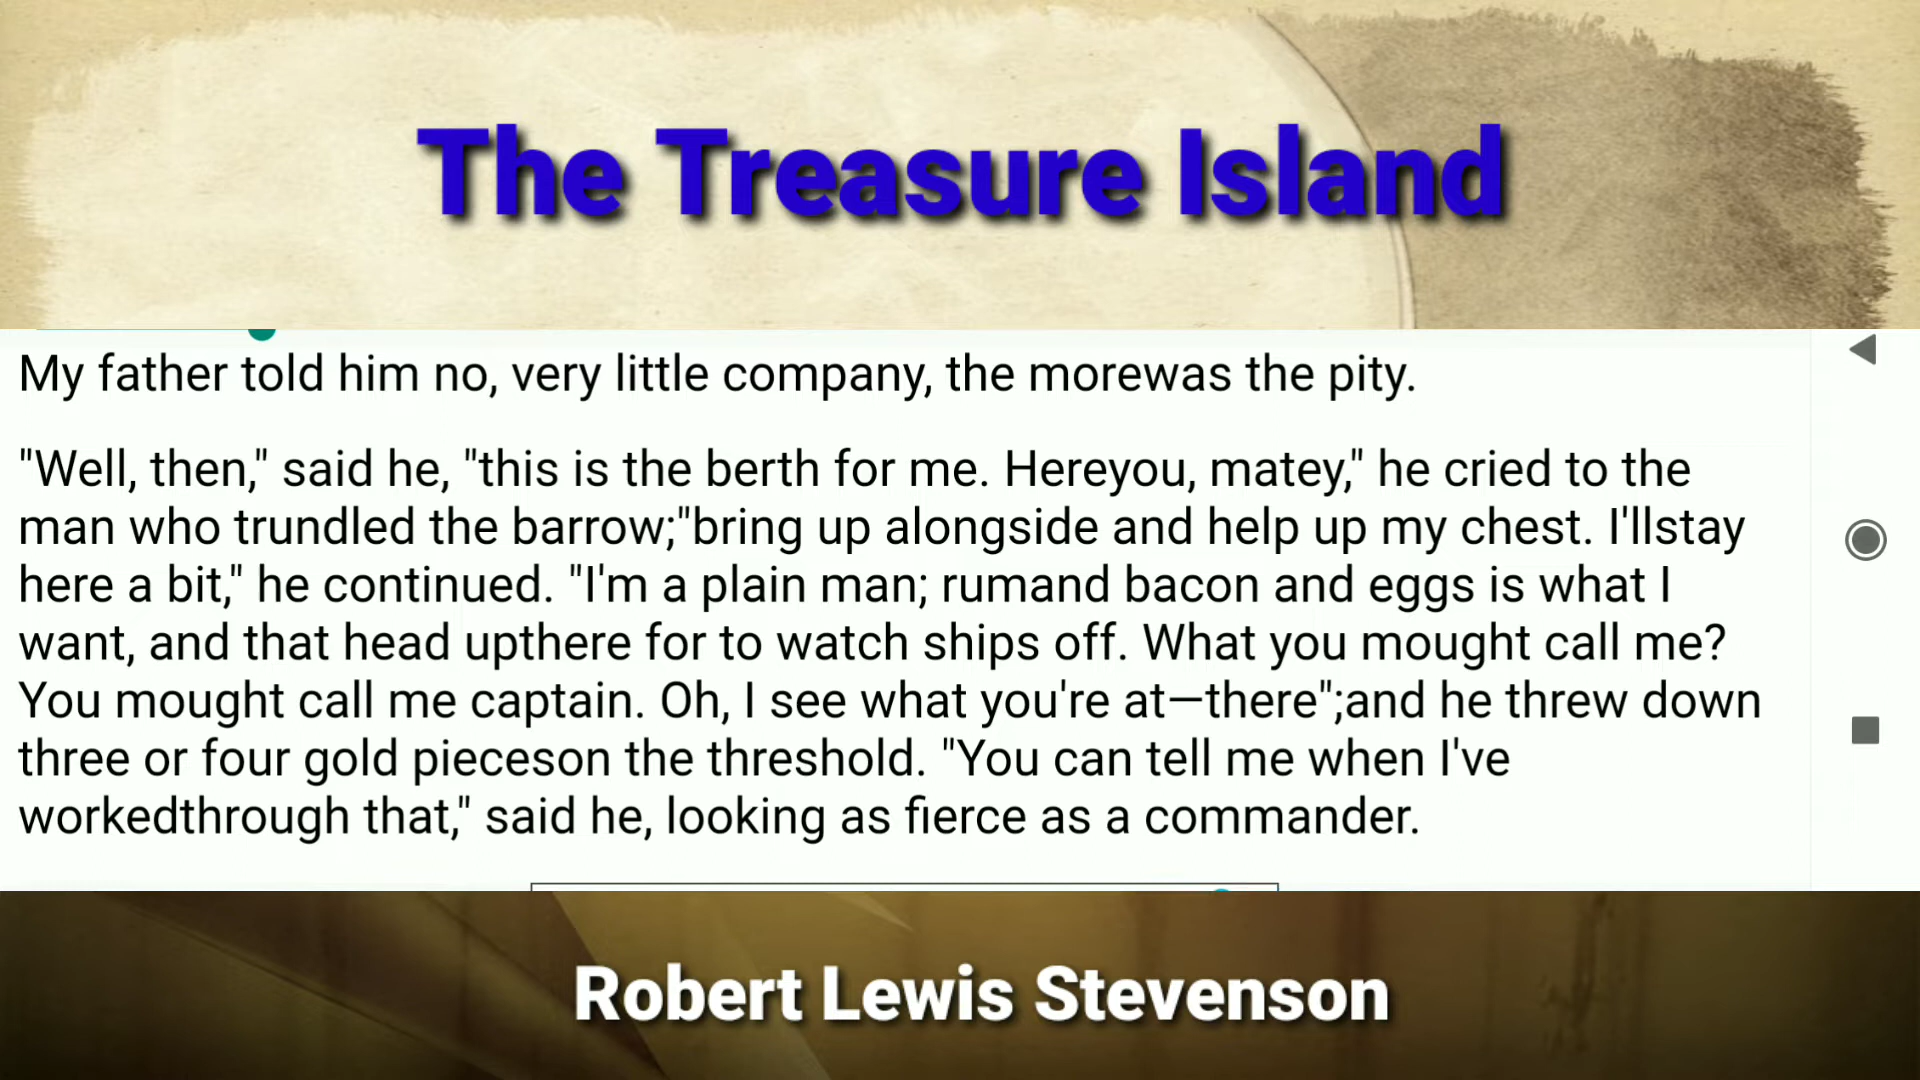 The Treasure Island
My father told him no, very little company, the morewas the pity.
"Well, then," said he, "this is the berth for me. Hereyou, matey," he cried to the
man who trundled the barrow;"bring up alongside and help up my chest. I'llstay
here a bit," he continued. "I'm a plain man; rumand bacon and eggs is what I
want, and that head upthere for to watch ships off. What you mought call me?
You mought call me captain. Oh, I see what you're at—there";and he threw down
three or four gold pieceson the threshold. "You can tell me when I've
workedthrough that," said he, looking as fierce as a commander.
Robert Lewis Stevenson